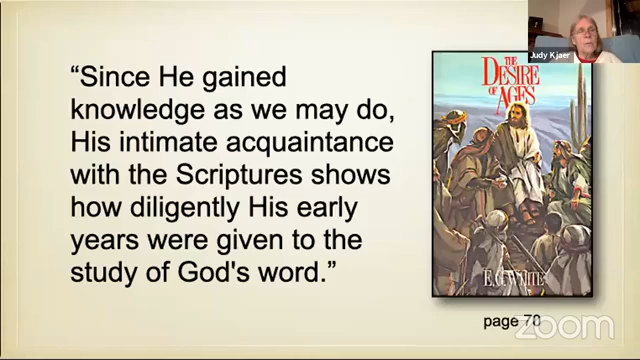 “Since He gained
knowledge as we may do,
His intimate acquaintance
with the Scriptures shows
how diligently His early
years were given to the
study of God's word.”
Judy Kjaer
THE
DESIRE
OF AGES
E.G. WHITE
page 70
zoom